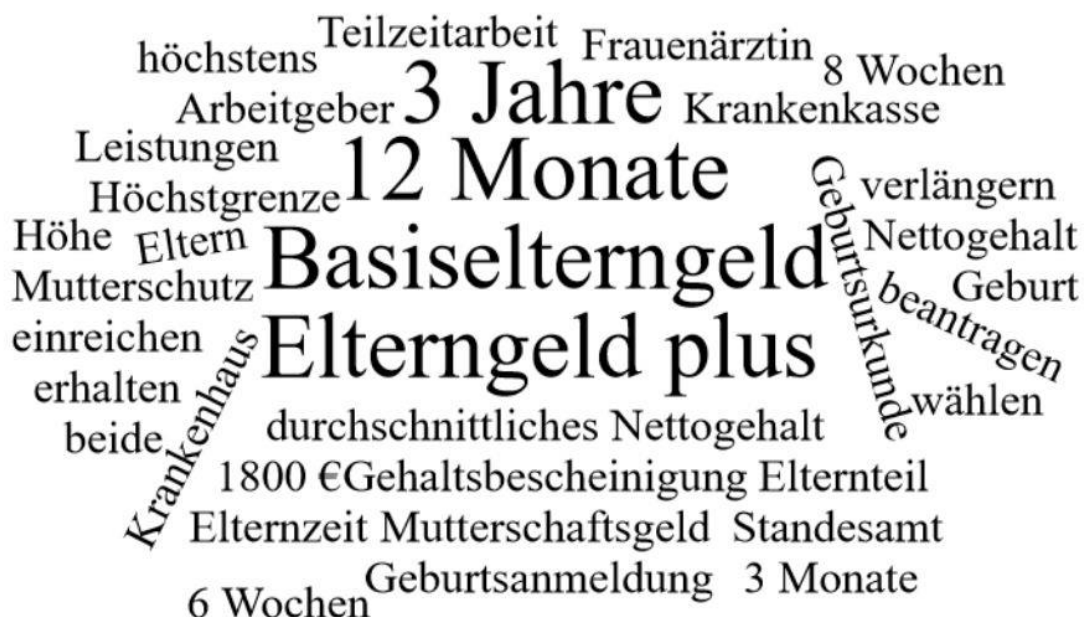 Teilzeitarbeit Frauenärztin
höchstens 8 Wochen
Arbeitgeber 3 Jahre Krankenkasse
Leistungen 12 Monate
Höchstgrenze verlängern
Höhe Eltern Basiselterngeld Geburtsurkunde Nettogehalt
Mutterschutz beantragen Geburt
einreichen Elterngeld plus
erhalten Krankenhaus wählen
beide durchschnittliches Nettogehalt
1800 € Gehaltsbescheinigung Elternteil
Elternzeit Mutterschaftsgeld Standesamt
Geburtsanmeldung 3 Monate
6 Wochen